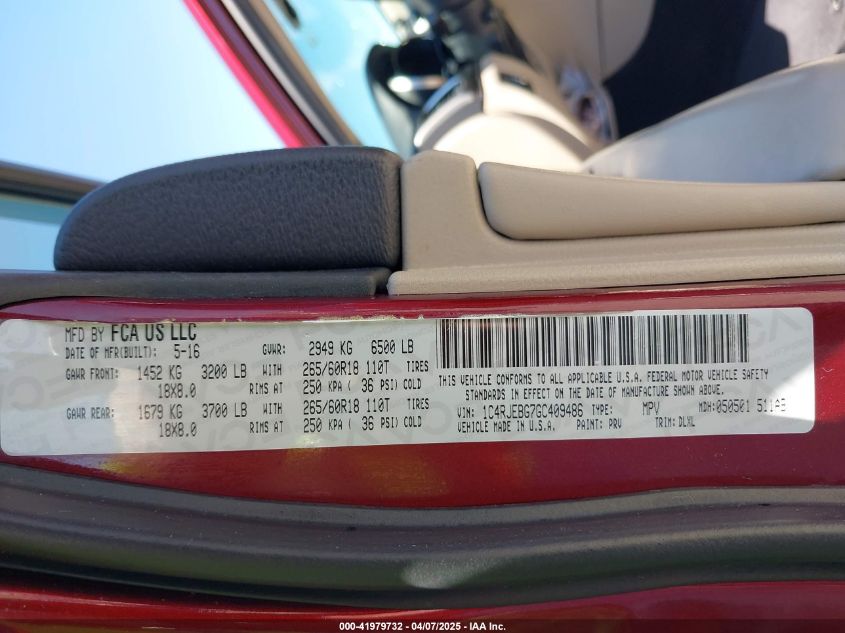 MFD BY FCA US LLC
DATE OF MFR(BUILT): 5-16 GVWR: 2949 KG 6500 LB
GAWR FRONT: 1452 KG 3200 LB WITH 265/60R18 110T TIRES
18X8.0 RIMS AT 250 KPA ( 36 PSI) COLD
GAWR REAR: 1679 KG 3700 LB WITH 265/60R18 110T TIRES
18X8.0 RIMS AT 250 KPA ( 36 PSI) COLD
THIS VEHICLE CONFORMS TO ALL APPLICABLE U.S.A. FEDERAL MOTOR VEHICLE SAFETY
STANDARDS IN EFFECT ON THE DATE OF MANUFACTURE SHOWN ABOVE.
VIN: 1C4RJEBG7GC409486 TYPE: MPV MDH: 050501 511AB
VEHICLE MADE IN U.S.A. PAINT: PRV TRIM: DLXL
000-41979732 - 04/07/2025 - IAA Inc.